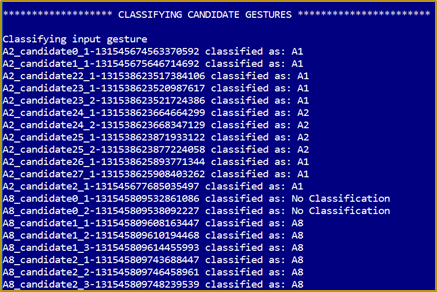 ****************** CLASSIFYING CANDIDATE GESTURES **********************
Classifying input gesture
A2_candidate0_1-131545674563370592 classified as: A1
A2_candidate1_1-131545675646714692 classified as: A1
A2_candidate22_1-131538623517384106 classified as: A1
A2_candidate23_1-131538623520987617 classified as: A1
A2_candidate23_2-131538623521724386 classified as: A1
A2_candidate24_1-131538623664664299 classified as: A2
A2_candidate24_2-131538623668347129 classified as: A2
A2_candidate25_1-131538623871933122 classified as: A2
A2_candidate25_2-131538623877224058 classified as: A2
A2_candidate26_1-131538625893771344 classified as: A1
A2_candidate27_1-131538625908403262 classified as: A1
A2_candidate2_1-131545677685035497 classified as: A1
A8_candidate0_1-131545809532861086 classified as: No Classification
A8_candidate0_2-131545809538092227 classified as: No Classification
A8_candidate1_1-131545809608163447 classified as: A8
A8_candidate1_2-131545809610194468 classified as: A8
A8_candidate1_3-131545809614455993 classified as: A8
A8_candidate2_1-131545809743688447 classified as: A8
A8_candidate2_2-131545809746458961 classified as: A8
A8_candidate2_3-131545809748239539 classified as: A8